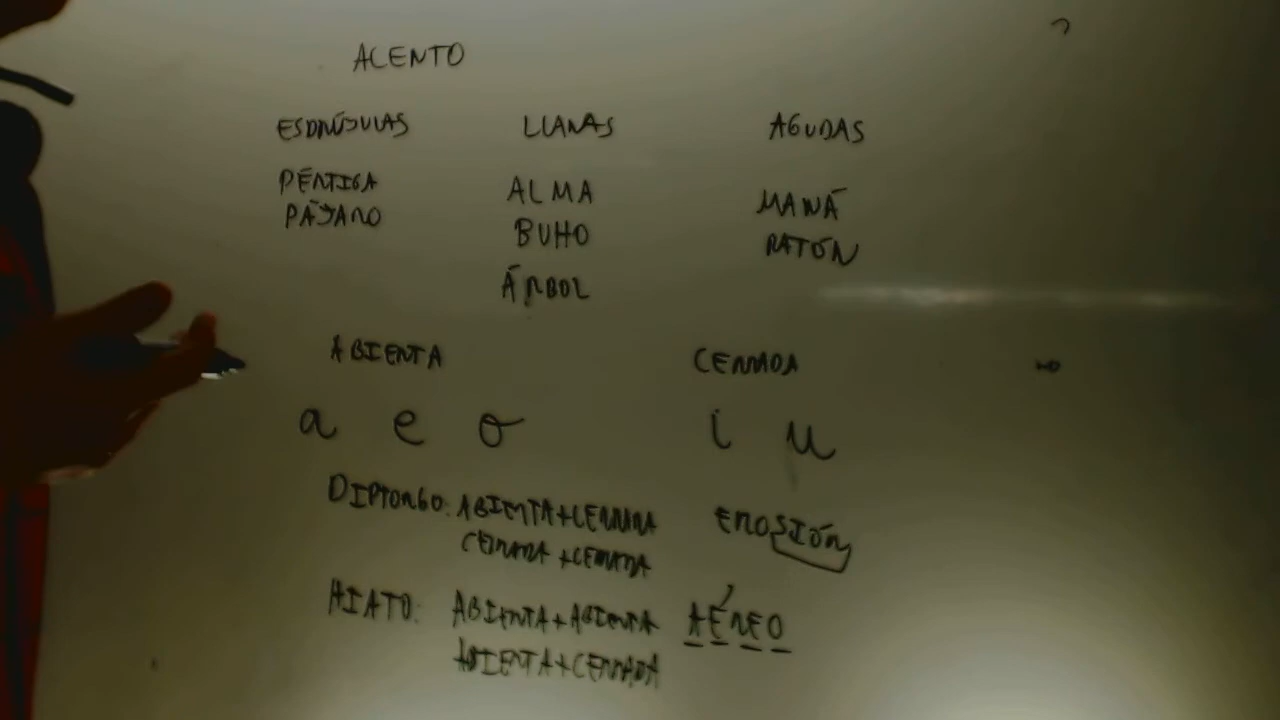 ACENTO
ESDRÚJULAS LLANAS AGUDAS
PÉRTIGA ALMA MANÁ
PÁJARO BUHO RATÓN
ÁRBOL
ABIERTA CERRADA
a e o i u
DIPTONGO: ABIERTA+CERRADA EROSIÓN
CERRADA+CERRADA
HIATO: ABIERTA+ABIERTA AÉREO
ABIERTA+CERRADA